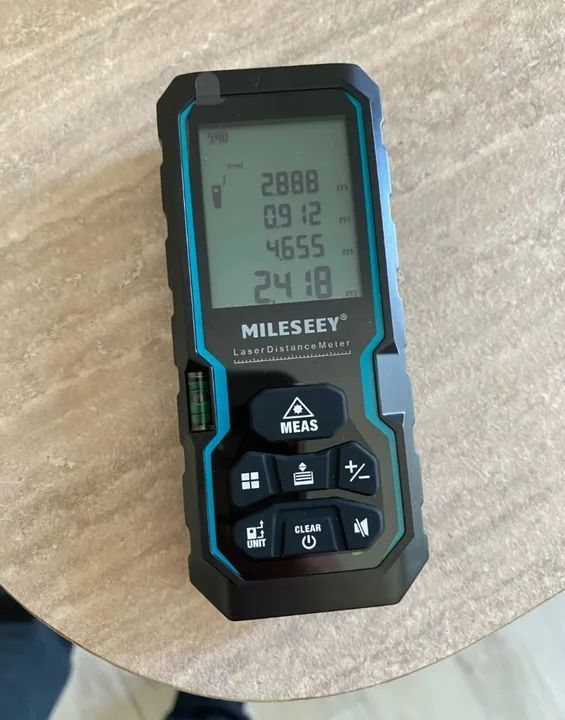 2.888 m
0.912 m
4.655 m
2.418 m
MILESEEY®
LaserDistanceMeter
MEAS
+/-
UNIT
CLEAR